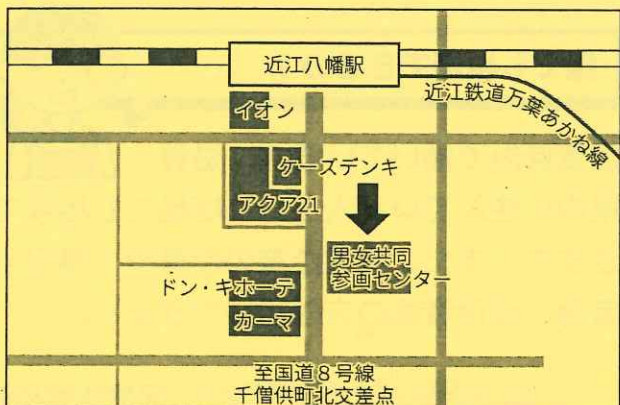 近江八幡駅
近江鉄道万葉あかね線
イオン
ケーズデンキ
アクア21
男女共同
参画センター
ドン・キホーテ
カーマ
至国道8号線
千僧供町北交差点